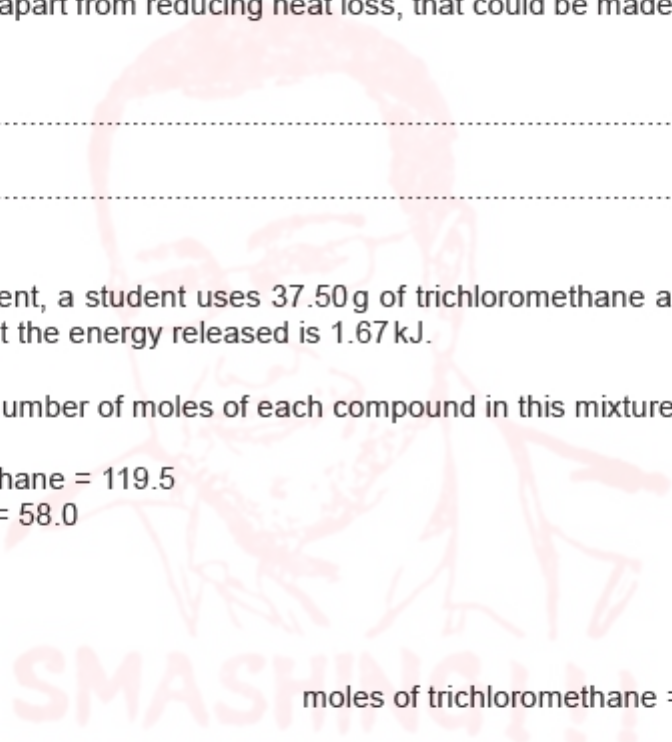 apart from reducing heat loss, that could be made
ent, a student uses 37.50 g of trichloromethane a
t the energy released is 1.67 kJ.
umber of moles of each compound in this mixture
hane = 119.5
= 58.0
SMASHING!!!
moles of trichloromethane =